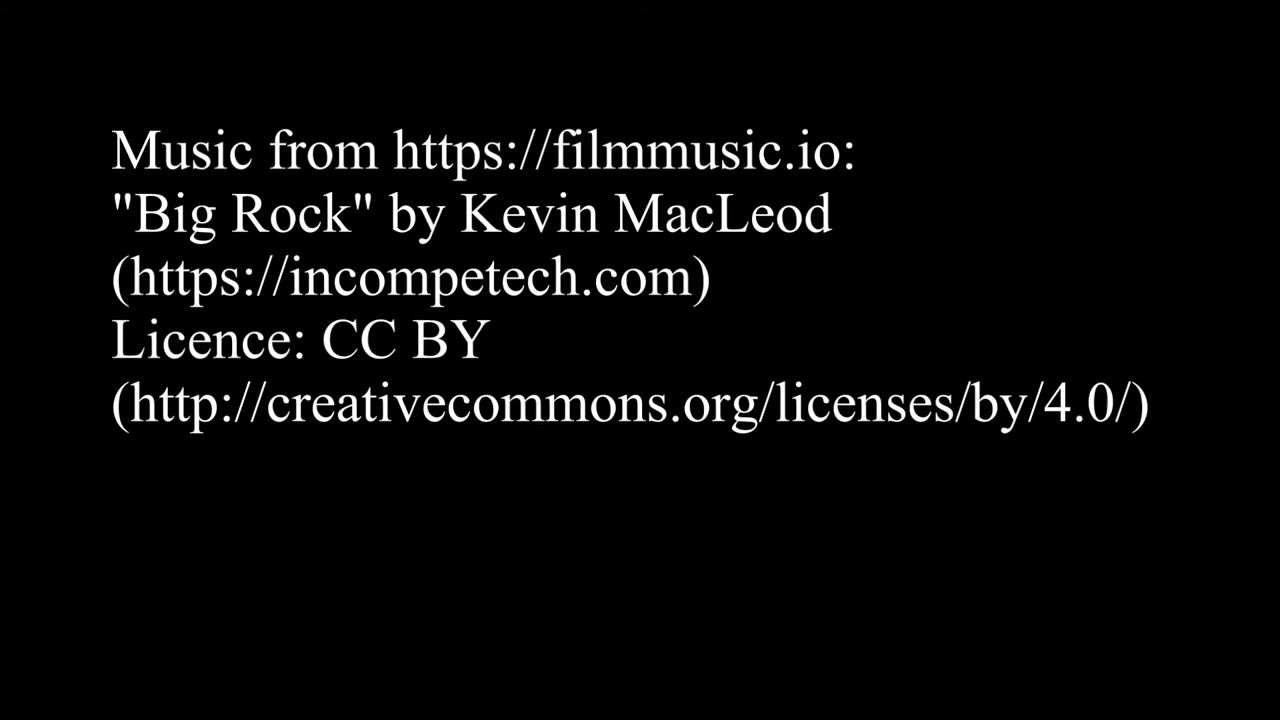 Music from https://filmmusic.io:
"Big Rock" by Kevin MacLeod
(https://incompetech.com)
Licence: CC BY
(http://creativecommons.org/licenses/by/4.0/)